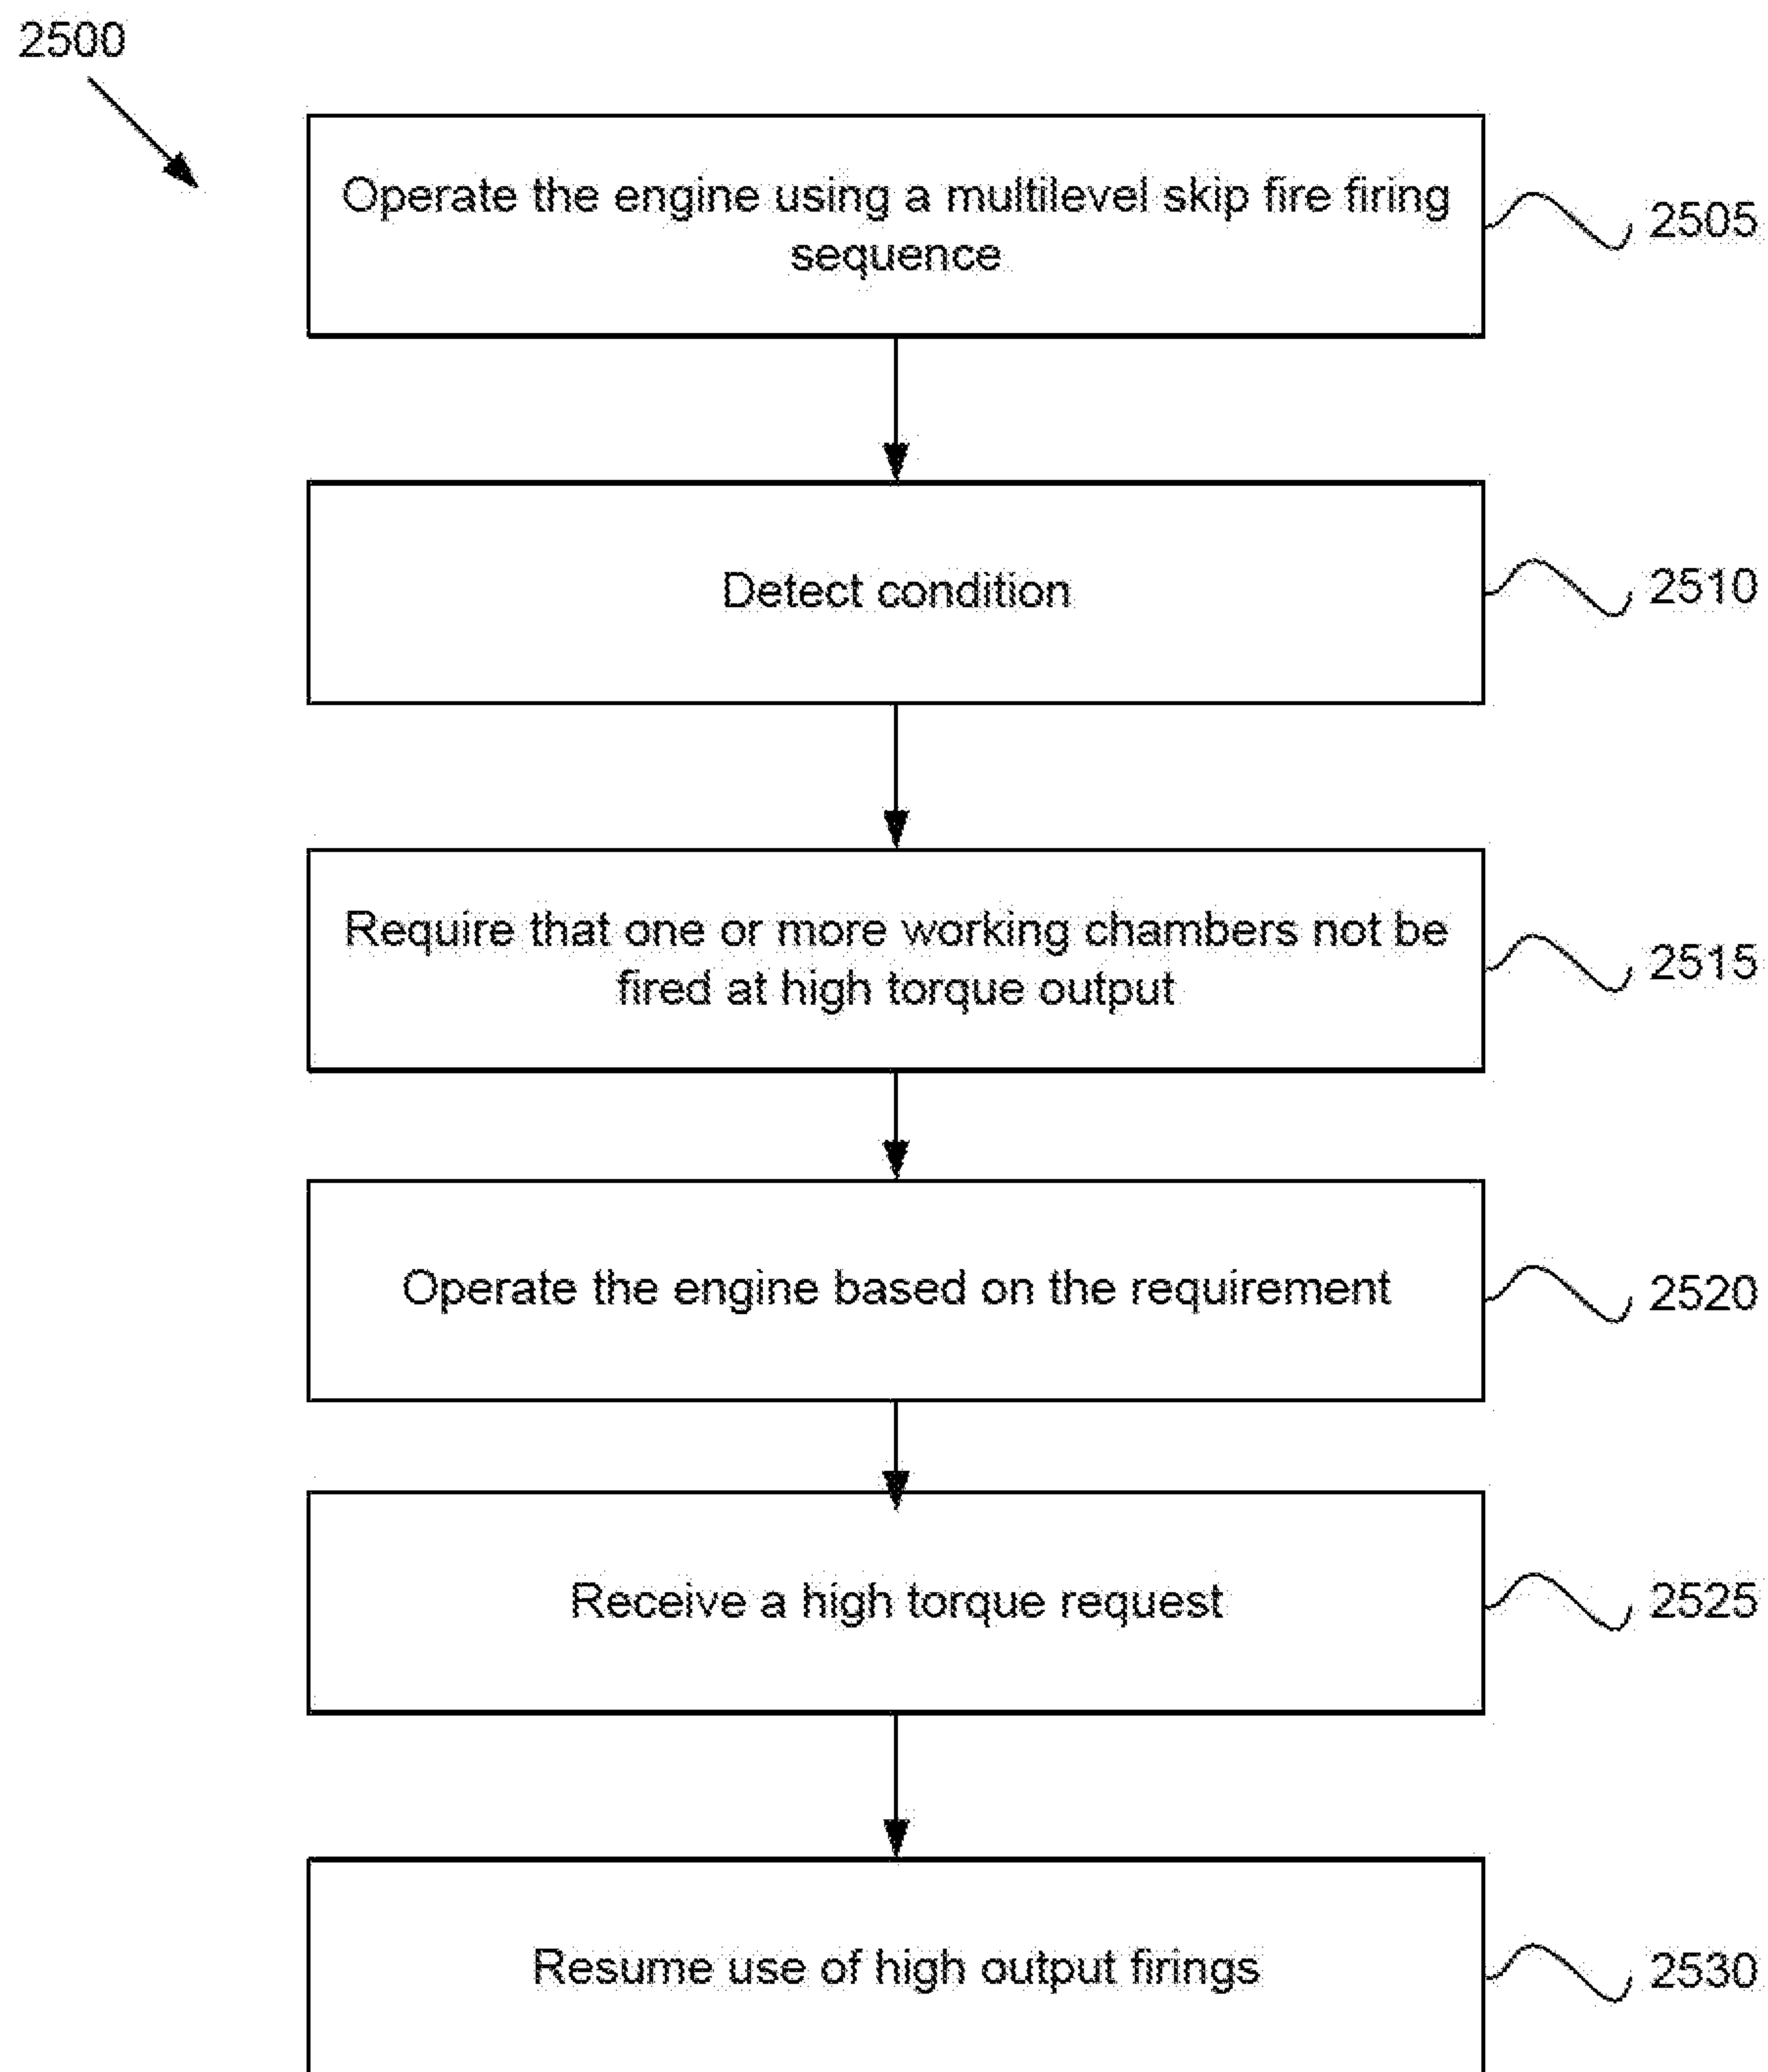 2500
Operate the engine using a multilevel skip fire firing
sequence
2505
Detect condition
2510
Require that one or more working chambers not be
fired at high torque output
2515
Operate the engine based on the requirement
2520
Receive a high torque request
2525
Resume use of high output firings
2530